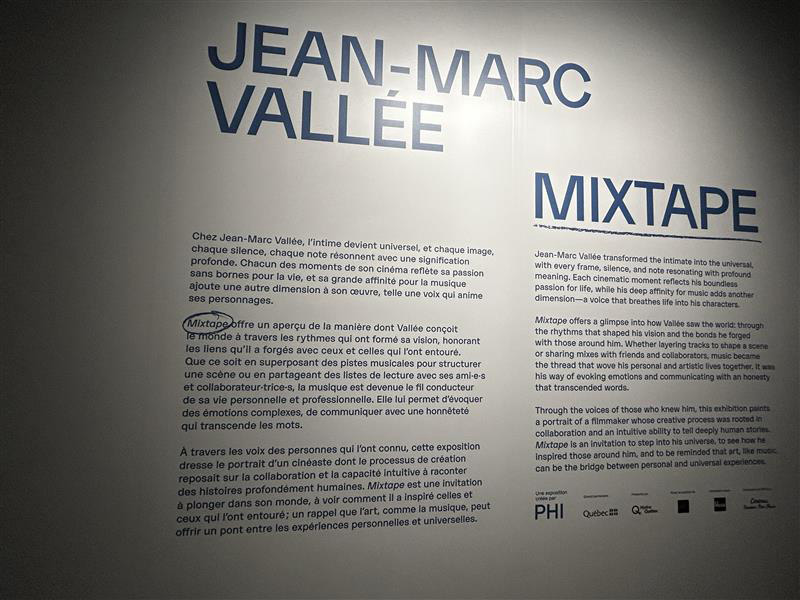 JEAN-MARC
VALLÉE
MIXTAPE
Chez Jean-Marc Vallée, l'intime devient universel, et chaque image,
chaque silence, chaque note résonnent avec une signification
profonde. Chacun des moments de son cinéma reflète sa passion
sans bornes pour la vie, et sa grande affinité pour la musique
ajoute une autre dimension à son œuvre, telle une voix qui anime
ses personnages.
Mixtape offre un aperçu de la manière dont Vallée conçoit
le monde à travers les rythmes qui ont formé sa vision, honorant
les liens qu'il a forgés avec ceux et celles qui l'ont entouré.
Que ce soit en superposant des pistes musicales pour structurer
une scène ou en partageant des listes de lecture avec ses ami·e·s
et collaborateur·trice·s, la musique est devenue le fil conducteur
de sa vie personnelle et professionnelle. Elle lui permet d'évoquer
des émotions complexes, de communiquer avec une honnêteté
qui transcende les mots.
À travers les voix des personnes qui l'ont connu, cette exposition
dresse le portrait d'un cinéaste dont le processus de création
reposait sur la collaboration et la capacité intuitive à raconter
des histoires profondément humaines. Mixtape est une invitation
à plonger dans son monde, à voir comment il a inspiré celles et
ceux qui l'ont entouré; un rappel que l'art, comme la musique, peut
offrir un pont entre les expériences personnelles et universelles.
Jean-Marc Vallée transformed the intimate into the universal,
with every frame, silence, and note resonating with profound
meaning. Each cinematic moment reflects his boundless
passion for life, while his deep affinity for music adds another
dimension—a voice that breathes life into his characters.
Mixtape offers a glimpse into how Vallée saw the world: through
the rhythms that shaped his vision and the bonds he forged
with those around him. Whether layering tracks to shape a scene
or sharing mixes with friends and collaborators, music became
the thread that wove his personal and artistic lives together. It was
his way of evoking emotions and communicating with an honesty
that transcended words.
Through the voices of those who knew him, this exhibition paints
a portrait of a filmmaker whose creative process was rooted in
collaboration and an intuitive ability to tell deeply human stories.
Mixtape is an invitation to step into his universe, to see how he
inspired those around him, and to be reminded that art, like music,
can be the bridge between personal and universal experiences.
Une exposition
créée par
PHI
Québec